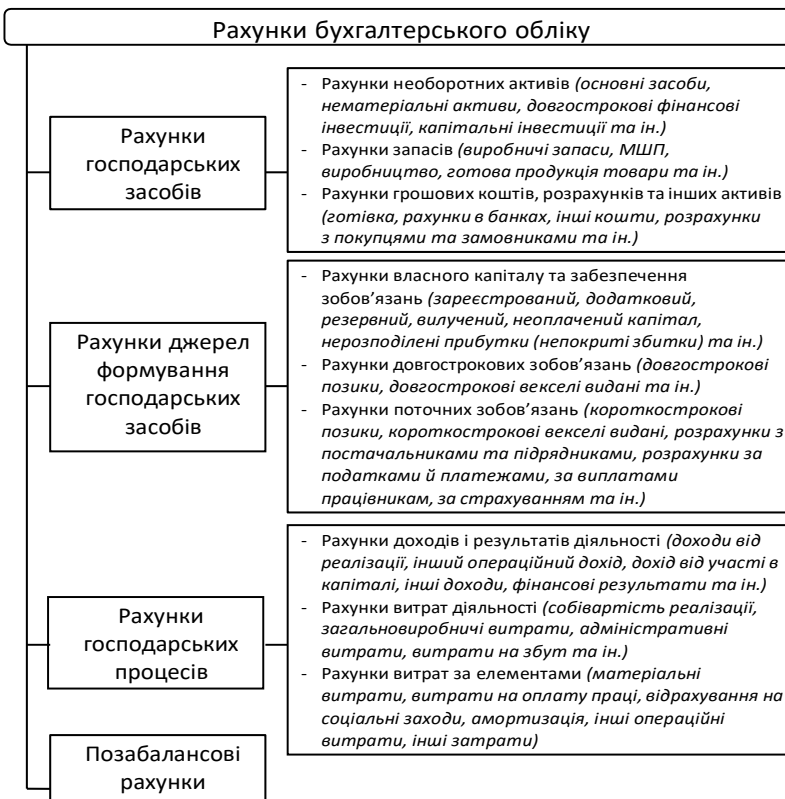 Рахунки бухгалтерського обліку
Рахунки
господарських
засобів
- Рахунки необоротних активів (основні засоби,
нематеріальні активи, довгострокові фінансові
інвестиції, капітальні інвестиції та ін.)
- Рахунки запасів (виробничі запаси, МШП,
виробництво, готова продукція товари та ін.)
- Рахунки грошових коштів, розрахунків та інших активів
(готівка, рахунки в банках, інші кошти, розрахунки
з покупцями та замовниками та ін.)
Рахунки джерел
формування
господарських
засобів
- Рахунки власного капіталу та забезпечення
зобов’язань (зареєстрований, додатковий,
резервний, вилучений, неоплачений капітал,
нерозподілені прибутки (непокриті збитки) та ін.)
- Рахунки довгострокових зобов’язань (довгострокові
позики, довгострокові векселі видані та ін.)
- Рахунки поточних зобов’язань (короткострокові
позики, короткострокові векселі видані, розрахунки з
постачальниками та підрядниками, розрахунки за
податками й платежами, за виплатами
працівникам, за страхуванням та ін.)
Рахунки
господарських
процесів
- Рахунки доходів і результатів діяльності (доходи від
реалізації, інший операційний дохід, дохід від участі в
капіталі, інші доходи, фінансові результати та ін.)
- Рахунки витрат діяльності (собівартість реалізації,
загальновиробничі витрати, адміністративні
витрати, витрати на збут та ін.)
- Рахунки витрат за елементами (матеріальні
витрати, витрати на оплату праці, відрахування на
соціальні заходи, амортизація, інші операційні
витрати, інші затрати)
Позабалансові
рахунки